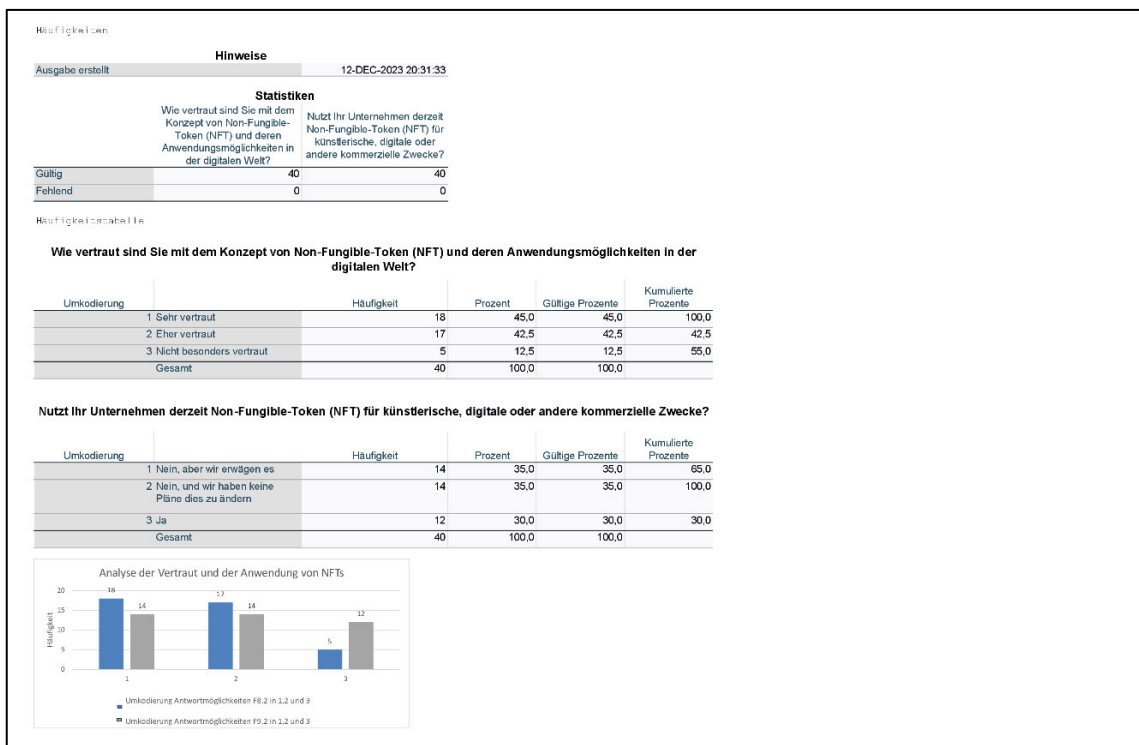 Häufigkeiten
Hinweise
Ausgabe erstellt 12-DEC-2023 20:31:33
Statistiken
Wie vertraut sind Sie mit dem Konzept von Non-Fungible-Token (NFT) und deren Anwendungsmöglichkeiten in der digitalen Welt? Nutzt Ihr Unternehmen derzeit Non-Fungible-Token (NFT) für künstlerische, digitale oder andere kommerzielle Zwecke?
Gültig 40 40
Fehlend 0 0
Häufigkeitstabelle
Wie vertraut sind Sie mit dem Konzept von Non-Fungible-Token (NFT) und deren Anwendungsmöglichkeiten in der
digitalen Welt?
Umkodierung Häufigkeit Prozent Gültige Prozente Kumulierte Prozente
1 Sehr vertraut 18 45,0 45,0 100,0
2 Eher vertraut 17 42,5 42,5 42,5
3 Nicht besonders vertraut 5 12,5 12,5 55,0
Gesamt 40 100,0 100,0
Nutzt Ihr Unternehmen derzeit Non-Fungible-Token (NFT) für künstlerische, digitale oder andere kommerzielle Zwecke?
Umkodierung Häufigkeit Prozent Gültige Prozente Kumulierte Prozente
1 Nein, aber wir erwägen es 14 35,0 35,0 65,0
2 Nein, und wir haben keine Pläne dies zu ändern 14 35,0 35,0 100,0
3 Ja 12 30,0 30,0 30,0
Gesamt 40 100,0 100,0
Analyse der Vertraut und der Anwendung von NFTs
Häufigkeit
20
15
10
5
0
18 14 17 14 5 12
1 2 3
Umkodierung Antwortmöglichkeiten F8.2 in 1,2 und 3
Umkodierung Antwortmöglichkeiten F9.2 in 1,2 und 3